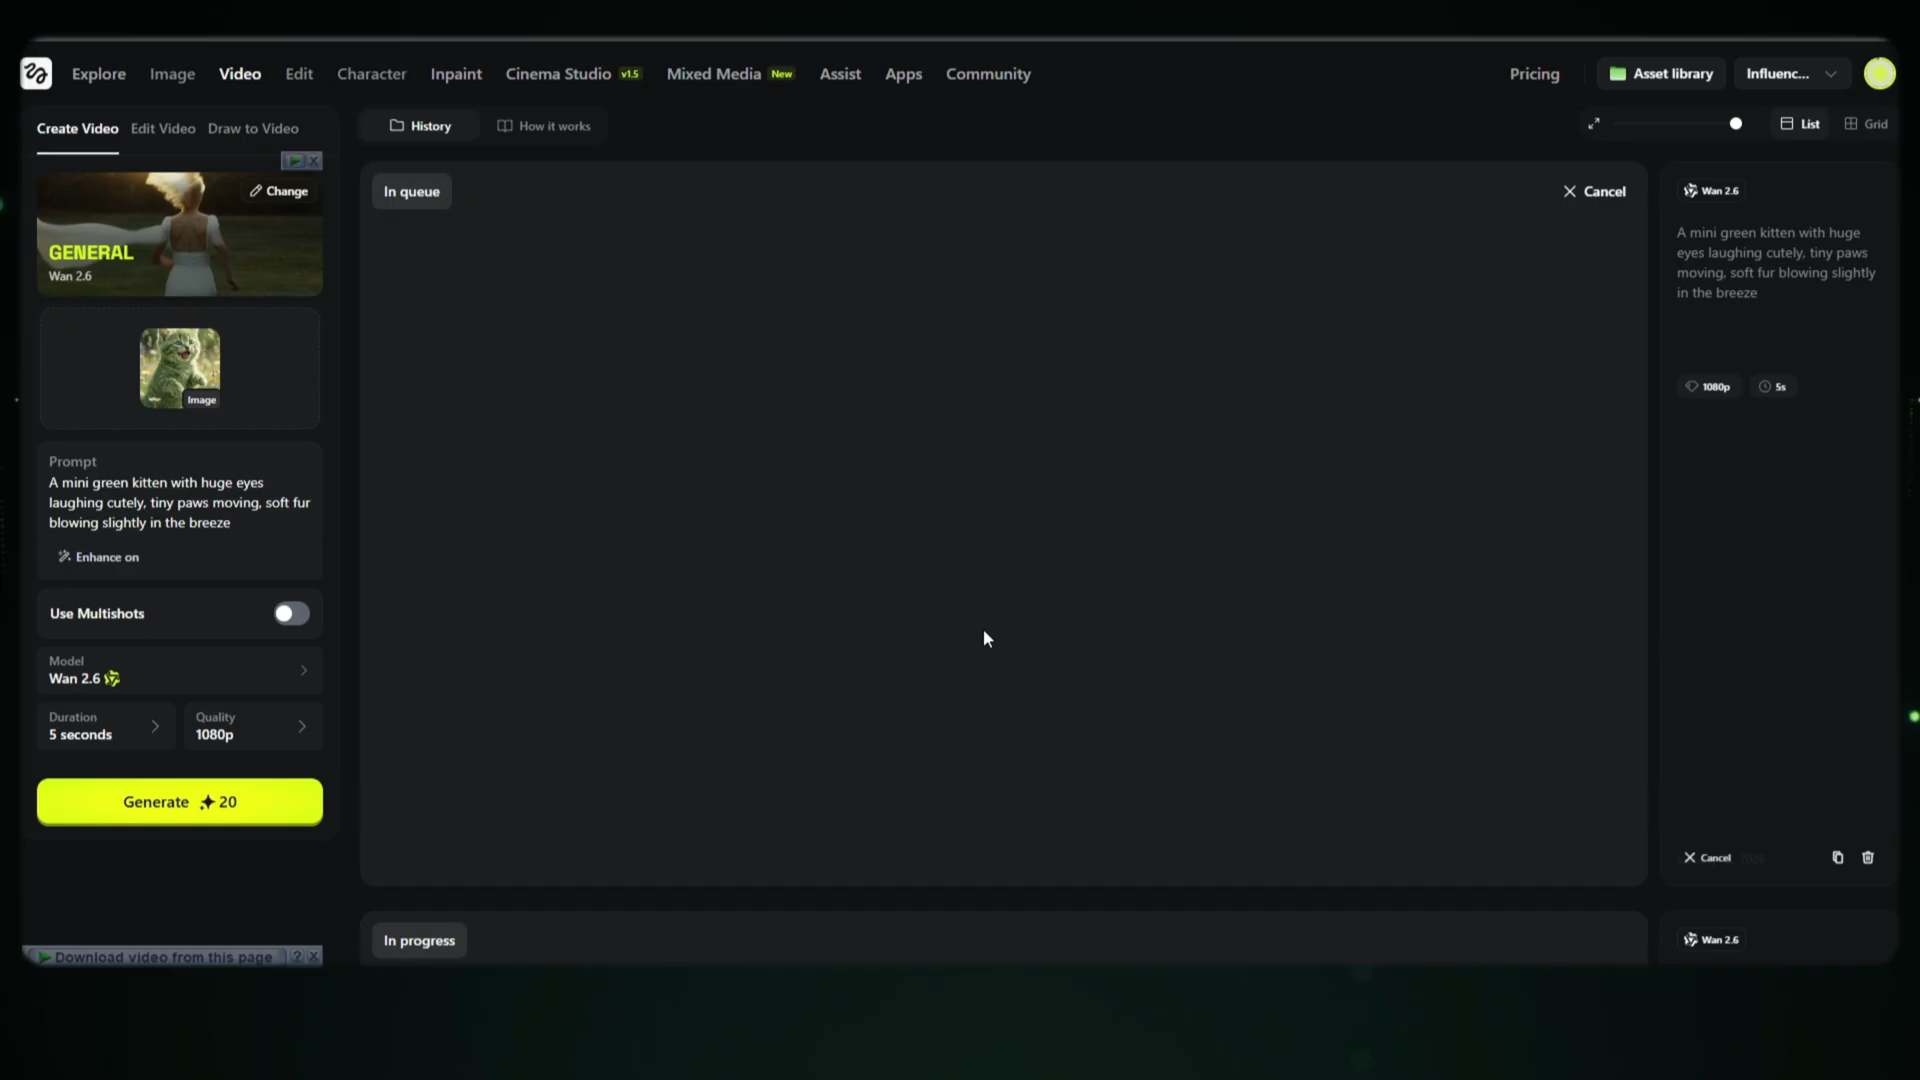 Explore Image Video Edit Character Inpaint Cinema Studio v1.5 Mixed Media New Assist Apps Community Pricing Asset library Influenc...
Create Video Edit Video Draw to Video
History How it works
List Grid
Change
GENERAL
Wan 2.6
Image
Prompt
A mini green kitten with huge eyes
laughing cutely, tiny paws moving, soft fur
blowing slightly in the breeze
Enhance on
Use Multishots
Model
Wan 2.6
Duration
5 seconds
Quality
1080p
Generate 20
Download video from this page ? X
In queue
Cancel
In progress
Wan 2.6
A mini green kitten with huge
eyes laughing cutely, tiny paws
moving, soft fur blowing slightly
in the breeze
1080p 5s
Cancel
Wan 2.6